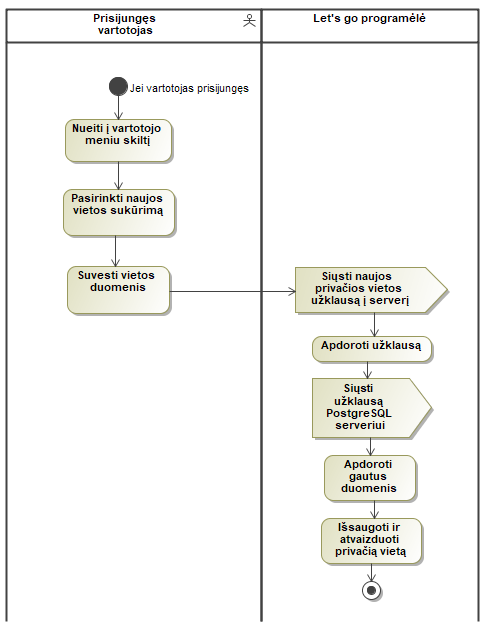 Prisijungęs
vartotojas
Let's go programėlė
Jei vartotojas prisijungęs
Nueiti į vartotojo
meniu skiltį
Pasirinkti naujos
vietos sukūrimą
Suvesti vietos
duomenis
Siųsti naujos
privačios vietos
užklausą į serverį
Apdoroti užklausą
Siųsti
užklausą
PostgreSQL
serveriui
Apdoroti
gautus
duomenis
Išsaugoti ir
atvaizduoti
privačią vietą